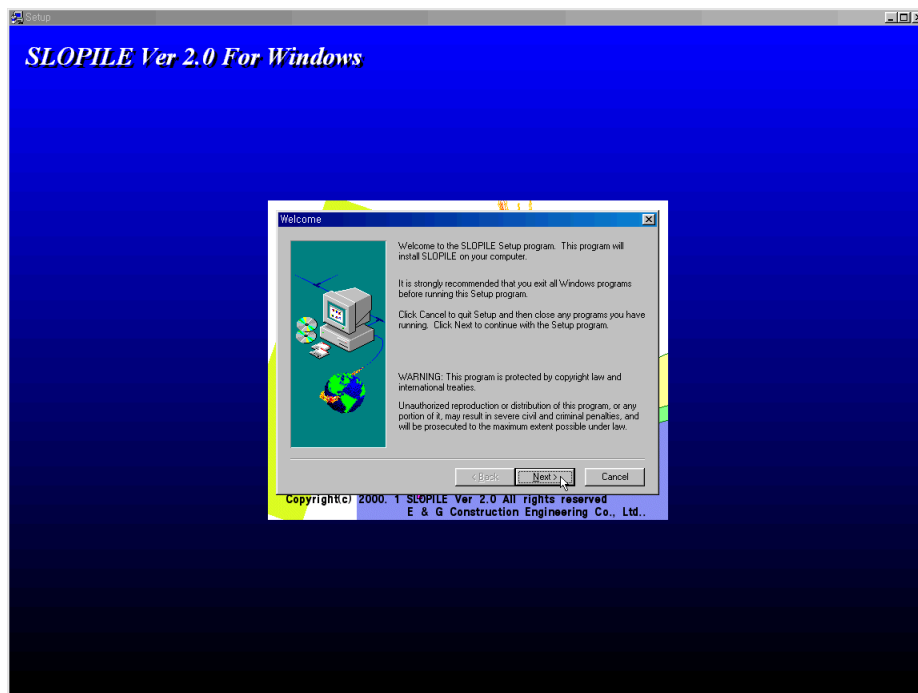 Setup
SLOPILE Ver 2.0 For Windows
Welcome
Welcome to the SLOPILE Setup program. This program will
install SLOPILE on your computer.
It is strongly recommended that you exit all Windows programs
before running this Setup program.
Click Cancel to quit Setup and then close any programs you have
running. Click Next to continue with the Setup program.
WARNING: This program is protected by copyright law and
international treaties.
Unauthorized reproduction or distribution of this program, or any
portion of it, may result in severe civil and criminal penalties, and
will be prosecuted to the maximum extent possible under law.
< Back Next > Cancel
Copyright(c) 2000. 1 SLOPILE Ver 2.0 All rights reserved
E & G Construction Engineering Co., Ltd..